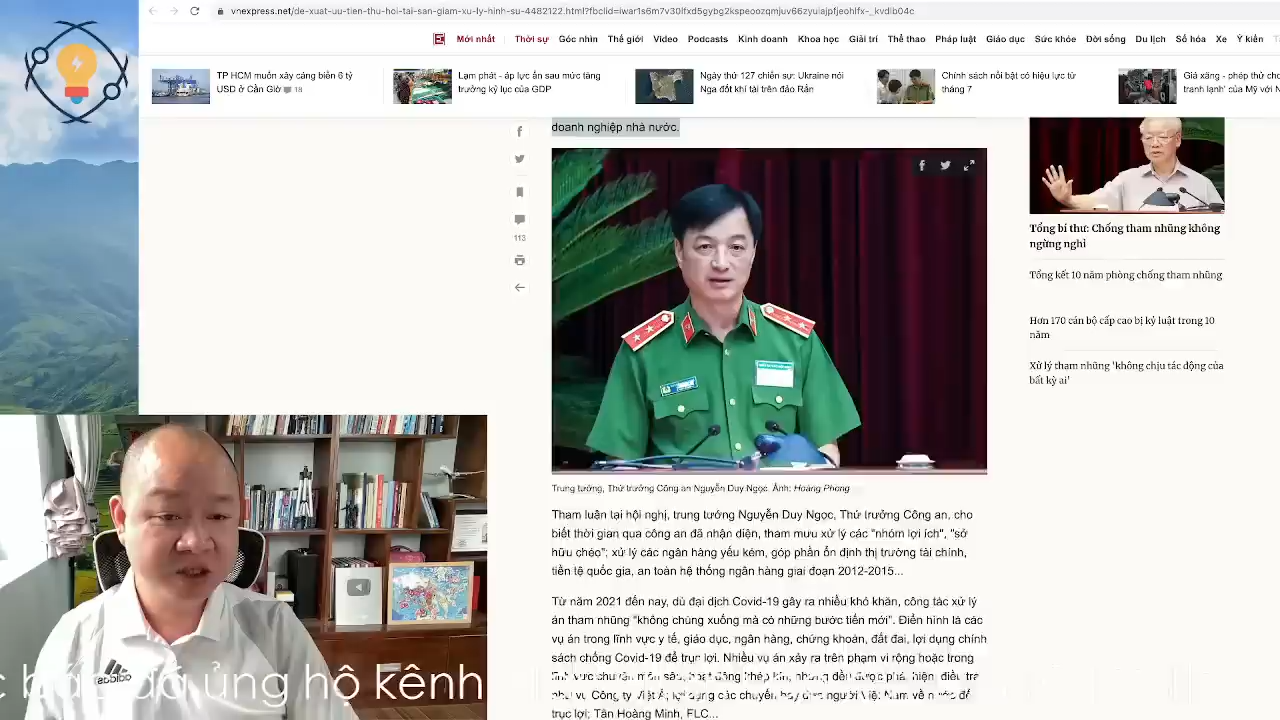 vnexpress.net/de-xuat-uu-tien-thu-hoi-tai-san-giam-xu-ly-hinh-su-4482122.html?fbclid=iwar1s6m7v30lfxd5gybg2kspeoozqmjuv66zyuiajpfjeohlfx-_kvdlb04c
Mới nhất Thời sự Góc nhìn Thế giới Video Podcasts Kinh doanh Khoa học Giải trí Thể thao Pháp luật Giáo dục Sức khỏe Đời sống Du lịch Số hóa Xe Ý kiến
TP HCM muốn xây cảng biển 6 tỷ
USD ở Cần Giờ 18
Lạm phát - áp lực ẩn sau mức tăng
trưởng kỷ lục của GDP
Ngày thứ 127 chiến sự: Ukraine nói
Nga đốt khí tài trên đảo Rắn
Chính sách nổi bật có hiệu lực từ
tháng 7
Giá xăng - phép thử cho
tranh lạnh' của Mỹ với N
doanh nghiệp nhà nước.
113
Trung tướng, Thứ trưởng Công an Nguyễn Duy Ngọc. Ảnh: Hoàng Phong
Tham luận tại hội nghị, trung tướng Nguyễn Duy Ngọc, Thứ trưởng Công an, cho
biết thời gian qua công an đã nhận diện, tham mưu xử lý các "nhóm lợi ích", "sở
hữu chéo"; xử lý các ngân hàng yếu kém, góp phần ổn định thị trường tài chính,
tiền tệ quốc gia, an toàn hệ thống ngân hàng giai đoạn 2012-2015...
Từ năm 2021 đến nay, dù đại dịch Covid-19 gây ra nhiều khó khăn, công tác xử lý
án tham nhũng "không chùng xuống mà có những bước tiến mới". Điển hình là các
vụ án trong lĩnh vực y tế, giáo dục, ngân hàng, chứng khoán, đất đai, lợi dụng chính
sách chống Covid-19 để trục lợi. Nhiều vụ án xảy ra trên phạm vi rộng hoặc trong
trục lợi; Tân Hoàng Minh, FLC...
Tổng bí thư: Chống tham nhũng không
ngừng nghỉ
Tổng kết 10 năm phòng chống tham nhũng
Hơn 170 cán bộ cấp cao bị kỷ luật trong 10
năm
Xử lý tham nhũng 'không chịu tác động của
bất kỳ ai'
adidas
đã ủng hộ kênh